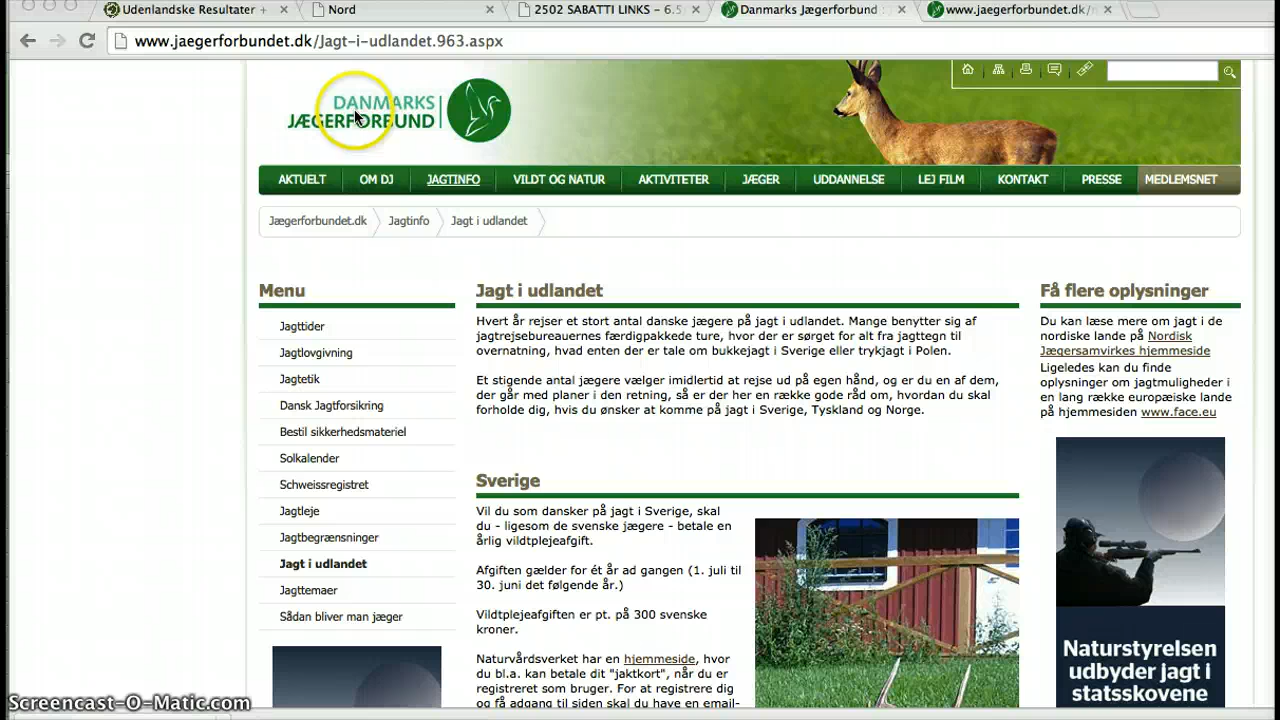 Udenlandske Resultater +
Nord
2502 SABATTI LINKS – 6.5
Danmarks Jægerforbund
www.jaegerforbundet.dk/
www.jaegerforbundet.dk/Jagt-i-udlandet.963.aspx
DANMARKS
JÆGERFORBUND
AKTUELT OM DJ JAGTINFO VILDT OG NATUR AKTIVITETER JÆGER UDDANNELSE LEJ FILM KONTAKT PRESSE MEDLEMSNET
Jægerforbundet.dk Jagtinfo Jagt i udlandet
Menu
Jagttider
Jagtlovgivning
Jagtetik
Dansk Jagtforsikring
Bestil sikkerhedsmateriel
Solkalender
Schweissregistret
Jagtleje
Jagtbegrænsninger
Jagt i udlandet
Jagttemaer
Sådan bliver man jæger
Jagt i udlandet
Hvert år rejser et stort antal danske jægere på jagt i udlandet. Mange benytter sig af
jagtrejsebureauernes færdigpakkede ture, hvor der er sørget for alt fra jagttegn til
overnatning, hvad enten der er tale om bukkejagt i Sverige eller trykjagt i Polen.
Et stigende antal jægere vælger imidlertid at rejse ud på egen hånd, og er du en af dem,
der går med planer i den retning, så er der her en række gode råd om, hvordan du skal
forholde dig, hvis du ønsker at komme på jagt i Sverige, Tyskland og Norge.
Sverige
Vil du som dansker på jagt i Sverige, skal
du - ligesom de svenske jægere - betale en
årlig vildtplejeafgift.
Afgiften gælder for ét år ad gangen (1. juli til
30. juni det følgende år.)
Vildtplejeafgiften er pt. på 300 svenske
kroner.
Naturvårdsverket har en hjemmeside, hvor
du bl.a. kan betale dit "jaktkort", når du er
registreret som bruger. For at registrere dig
og få adgang til siden skal du have en email-
Få flere oplysninger
Du kan læse mere om jagt i de
nordiske lande på Nordisk
Jægersamvirkes hjemmeside
Ligeledes kan du finde
oplysninger om jagtmuligheder i
en lang række europæiske lande
på hjemmesiden www.face.eu
Naturstyrelsen
udbyder jagt i
statsskovene
Screencast-O-Matic.com